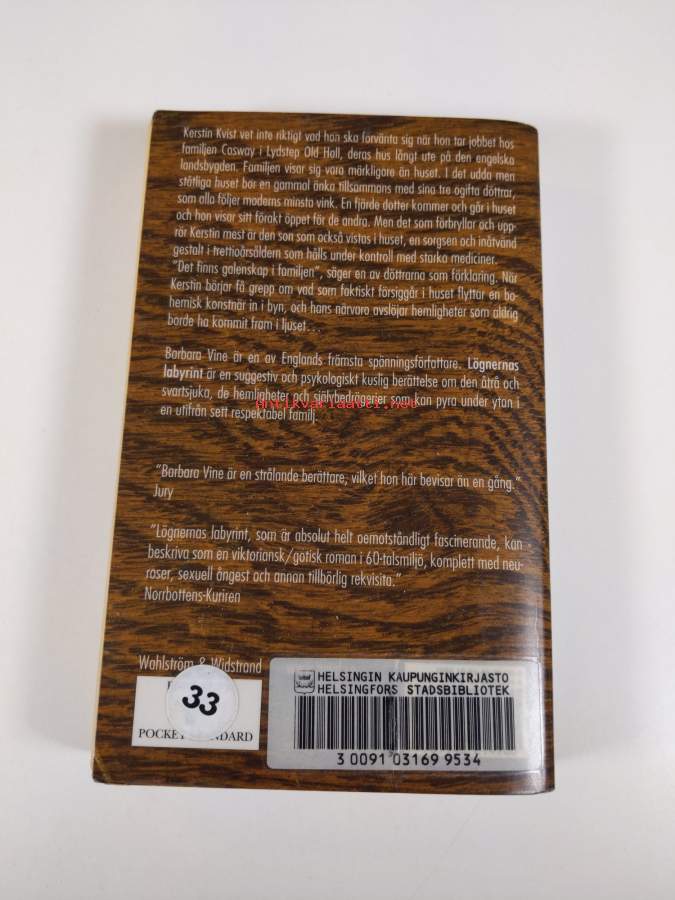 Kerstin Kvist vet inte riktigt vad hon ska förvänta sig när hon tar jobbet hos
familjen Casway i Lydstep Old Hall, deras hus långt ute på den engelska
landsbygden. Familjen visar sig vara märkligare än huset. I det udda men
ståtliga huset bor en gammal änka tillsammans med sina tre ogifta döttrar,
som alla följer moderns minsta vink. En fjärde dotter kommer och går i huset
och hon visar sitt förakt öppet för de andra. Men det som förbryllar och upp-
rör Kerstin mest är den son som också vistas i huset, en sorgsen och inåtvänd
gestalt i trettioårsåldern som hålls under kontroll med starka mediciner.
"Det finns galenskap i familjen", säger en av döttrarna som förklaring. När
Kerstin börjar få grepp om vad som faktiskt försiggår i huset flyttar en bo-
hemisk konstnär in i byn, och hans närvaro avslöjar hemligheter som aldrig
borde ha kommit fram i ljuset...
Barbara Vine är en av Englands främsta spänningsförfattare. Lögnernas
labyrint är en suggestiv och psykologiskt kuslig berättelse om den åtrå och
svartsjuka, de hemligheter och självbedrägerier som kan pyra under ytan i
antikvariaatti.net
en utifrån sett respektabel familj.
"Barbara Vine är en strålande berättare, vilket hon här bevisar än en gång."
Jury
"Lögnernas labyrint, som är absolut helt oemotståndligt fascinerande, kan
beskriva som en viktoriansk/gotisk roman i 60-talsmiljö, komplett med neu-
roser, sexuell ångest och annan tillbörlig rekvisita."
Norrbottens-Kuriren
Wahlström & Widstrand
33
HELSINGIN KAUPUNGINKIRJASTO
HELSINGFORS STADSBIBLIOTEK
3 0091 03169 9534